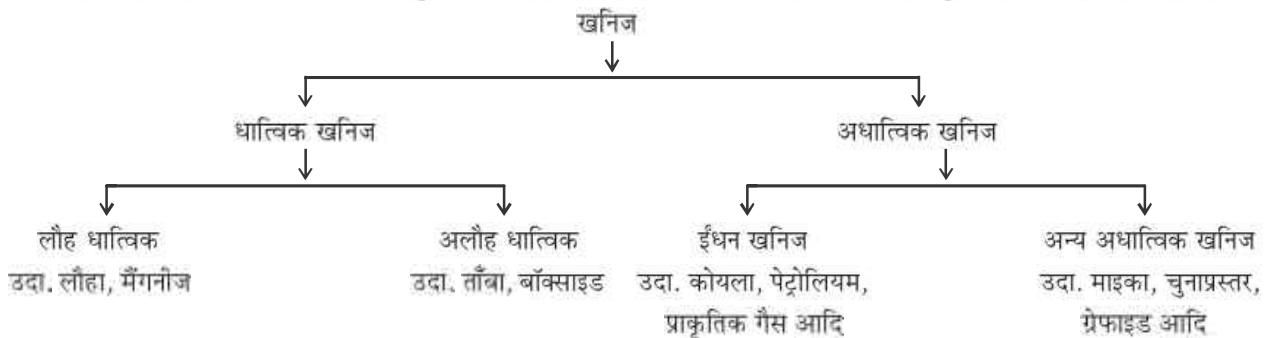 खनिज
धात्विक खनिज
अधात्विक खनिज
लौह धात्विक
उदा. लौहा, मैंगनीज
अलौह धात्विक
उदा. ताँबा, बॉक्साइड
ईंधन खनिज
उदा. कोयला, पेट्रोलियम,
प्राकृतिक गैस आदि
अन्य अधात्विक खनिज
उदा. माइका, चुनाप्रस्तर,
ग्रेफाइड आदि